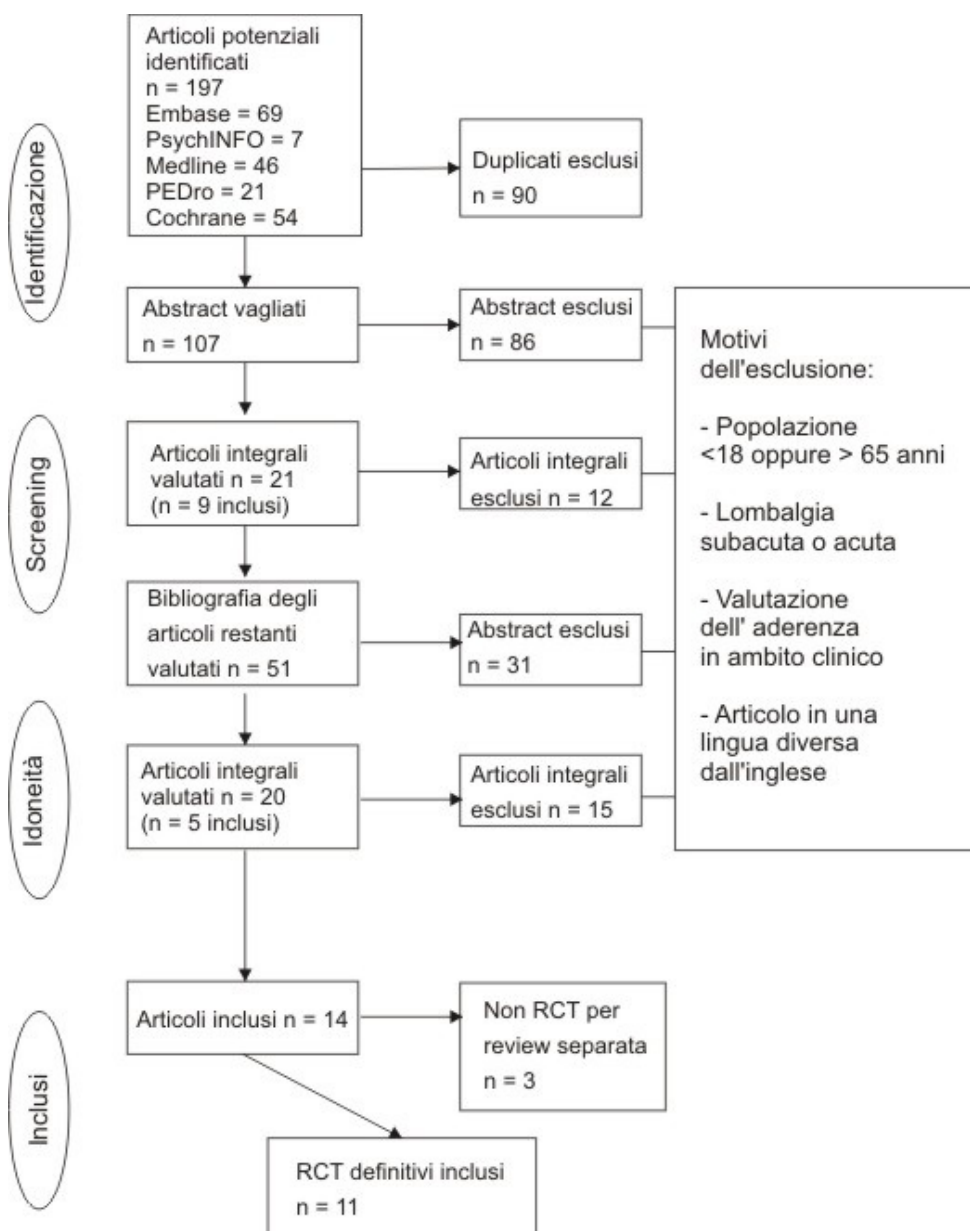 Articoli potenziali
identificati
n = 197
Embase = 69
PsychINFO = 7
Medline = 46
PEDro = 21
Cochrane = 54
Duplicati esclusi
n = 90
Identificazione
Abstract vagliati
n = 107
Abstract esclusi
n = 86
Motivi
dell'esclusione:
- Popolazione
<18 oppure > 65 anni
- Lombalgia
subacuta o acuta
- Valutazione
dell' aderenza
in ambito clinico
- Articolo in una
lingua diversa
dall'inglese
Screening
Articoli integrali
valutati n = 21
(n = 9 inclusi)
Articoli integrali
esclusi n = 12
Bibliografia degli
articoli restanti
valutati n = 51
Abstract esclusi
n = 31
Idoneità
Articoli integrali
valutati n = 20
(n = 5 inclusi)
Articoli integrali
esclusi n = 15
Inclusi
Articoli inclusi n = 14
Non RCT per
review separata
n = 3
RCT definitivi inclusi
n = 11